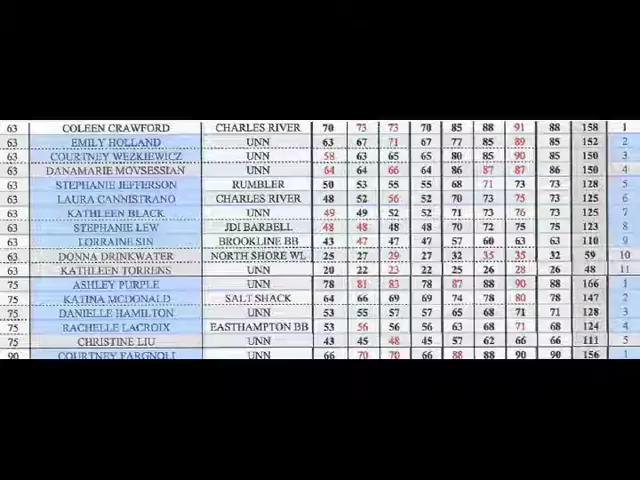 63 COLEEN CRAWFORD CHARLES RIVER 70 73 73 70 85 88 91 88 158 1
63 EMILY HOLLAND UNN 63 67 71 67 77 85 89 85 152 2
63 COURTNEY WEZKIEWICZ UNN 58 63 65 65 80 85 90 85 150 3
63 DANAMARIE MOVSESSIAN UNN 64 64 66 64 86 87 87 86 150 4
63 STEPHANIE JEFFERSON RUMBLER 50 53 55 55 68 71 73 73 128 5
63 LAURA CANNISTRANO CHARLES RIVER 48 52 56 52 70 73 75 73 125 6
63 KATHLEEN BLACK UNN 49 49 52 52 71 73 76 73 125 7
63 STEPHANIE LEW JDI BARBELL 48 48 48 48 70 72 75 75 123 8
63 LORRAINE SIN BROOKLINE BB 43 47 47 47 57 60 63 63 110 9
63 DONNA DRINKWATER NORTH SHORE WL 25 27 29 27 32 35 35 32 59 10
63 KATHLEEN TORRENS UNN 20 22 23 22 25 26 28 26 48 11
75 ASHLEY PURPLE UNN 78 81 83 78 87 88 90 88 166 1
75 KATINA MCDONALD SALT SHACK 64 66 69 69 74 78 80 78 147 2
75 DANIELLE HAMILTON UNN 53 55 57 57 65 68 71 71 128 3
75 RACHELLE LACROIX EASTHAMPTON BB 53 56 56 56 63 68 71 68 124 4
75 CHRISTINE LIU UNN 43 45 48 45 57 62 66 66 111 5
90 COURTNEY FARGNOLI UNN 66 70 70 66 88 88 90 90 156 1